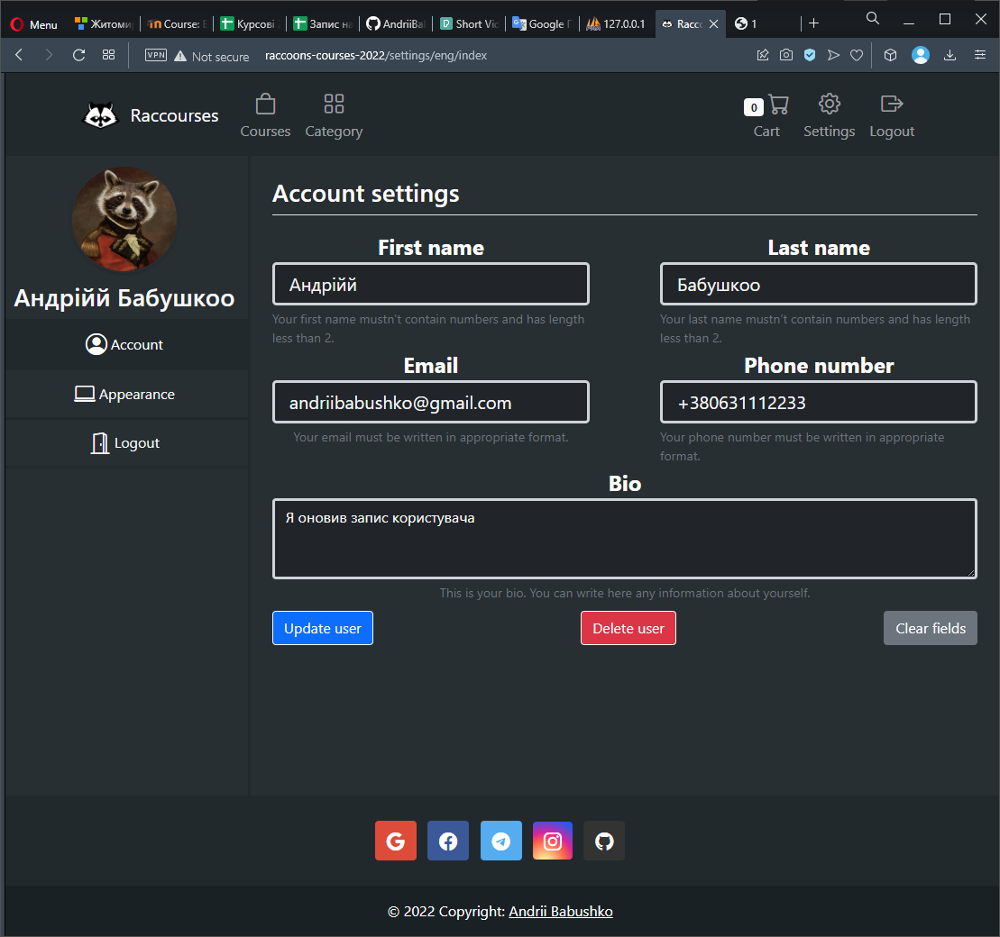 Menu
Житоми
Course:
Курсові
Запис на
AndriiBa
Short Vic
Google
127.0.0.1
Racco
1
VPN Not secure raccoons-courses-2022/settings/eng/index
Raccourses
Courses
Category
0
Cart
Settings
Logout
Андрійй Бабушкоо
Account
Appearance
Logout
Account settings
First name
Last name
Андрійй
Бабушкоо
Your first name mustn't contain numbers and has length
less than 2.
Your last name mustn't contain numbers and has length
less than 2.
Email
Phone number
andriibabushko@gmail.com
+380631112233
Your email must be written in appropriate format.
Your phone number must be written in appropriate
format.
Bio
Я оновив запис користувача
This is your bio. You can write here any information about yourself.
Update user
Delete user
Clear fields
© 2022 Copyright: Andrii Babushko